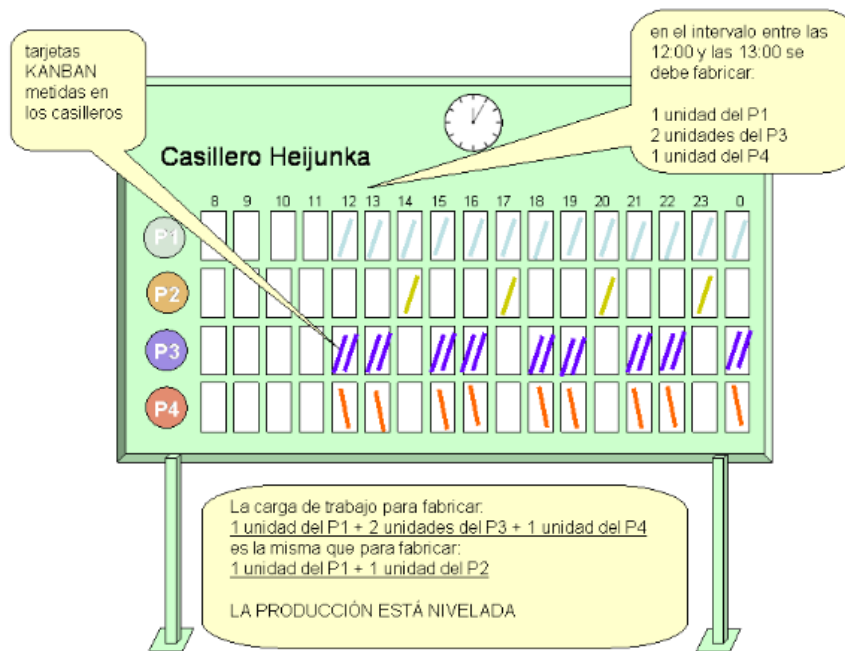 tarjetas
KANBAN
metidas en
los casilleros
en el intervalo entre las
12:00 y las 13:00 se
debe fabricar:
1 unidad del P1
2 unidades del P3
1 unidad del P4
Casillero Heijunka
8 9 10 11 12 13 14 15 16 17 18 19 20 21 22 23 0
P1
P2
P3
P4
La carga de trabajo para fabricar:
1 unidad del P1 + 2 unidades del P3 + 1 unidad del P4
es la misma que para fabricar:
1 unidad del P1 + 1 unidad del P2
LA PRODUCCIÓN ESTÁ NIVELADA